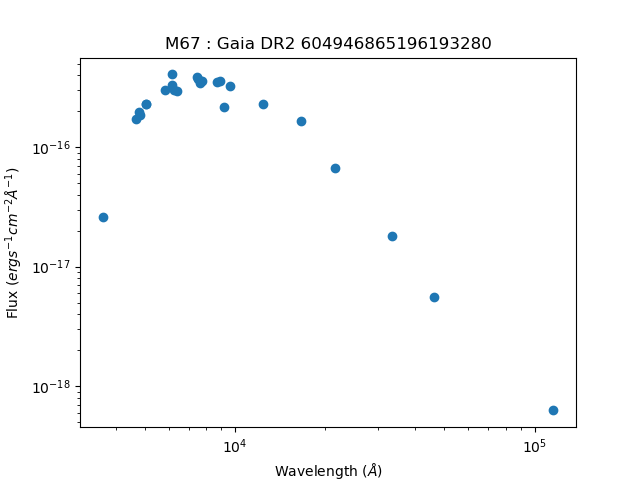 M67 : Gaia DR2 604946865196193280
Flux (ergs⁻¹cm⁻²Å⁻¹)
10⁻¹⁶
10⁻¹⁷
10⁻¹⁸
10⁴
10⁵
Wavelength (Å)